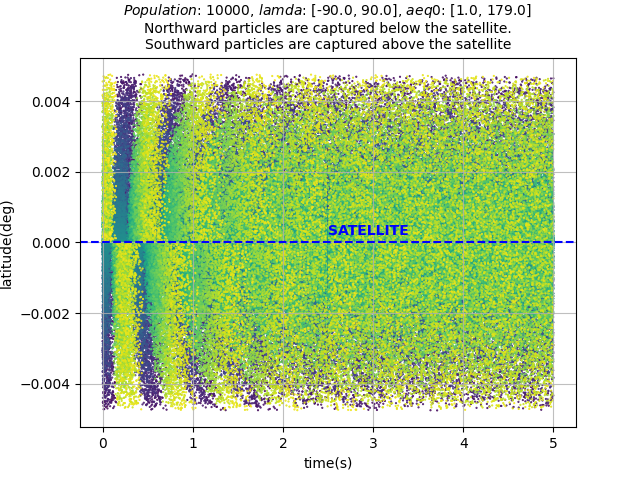 Population: 10000, lamda: [-90.0, 90.0], aeq0: [1.0, 179.0]
Northward particles are captured below the satellite.
Southward particles are captured above the satellite
0.004
0.002
0.000
−0.002
−0.004
latitude(deg)
SATELLITE
0 1 2 3 4 5
time(s)